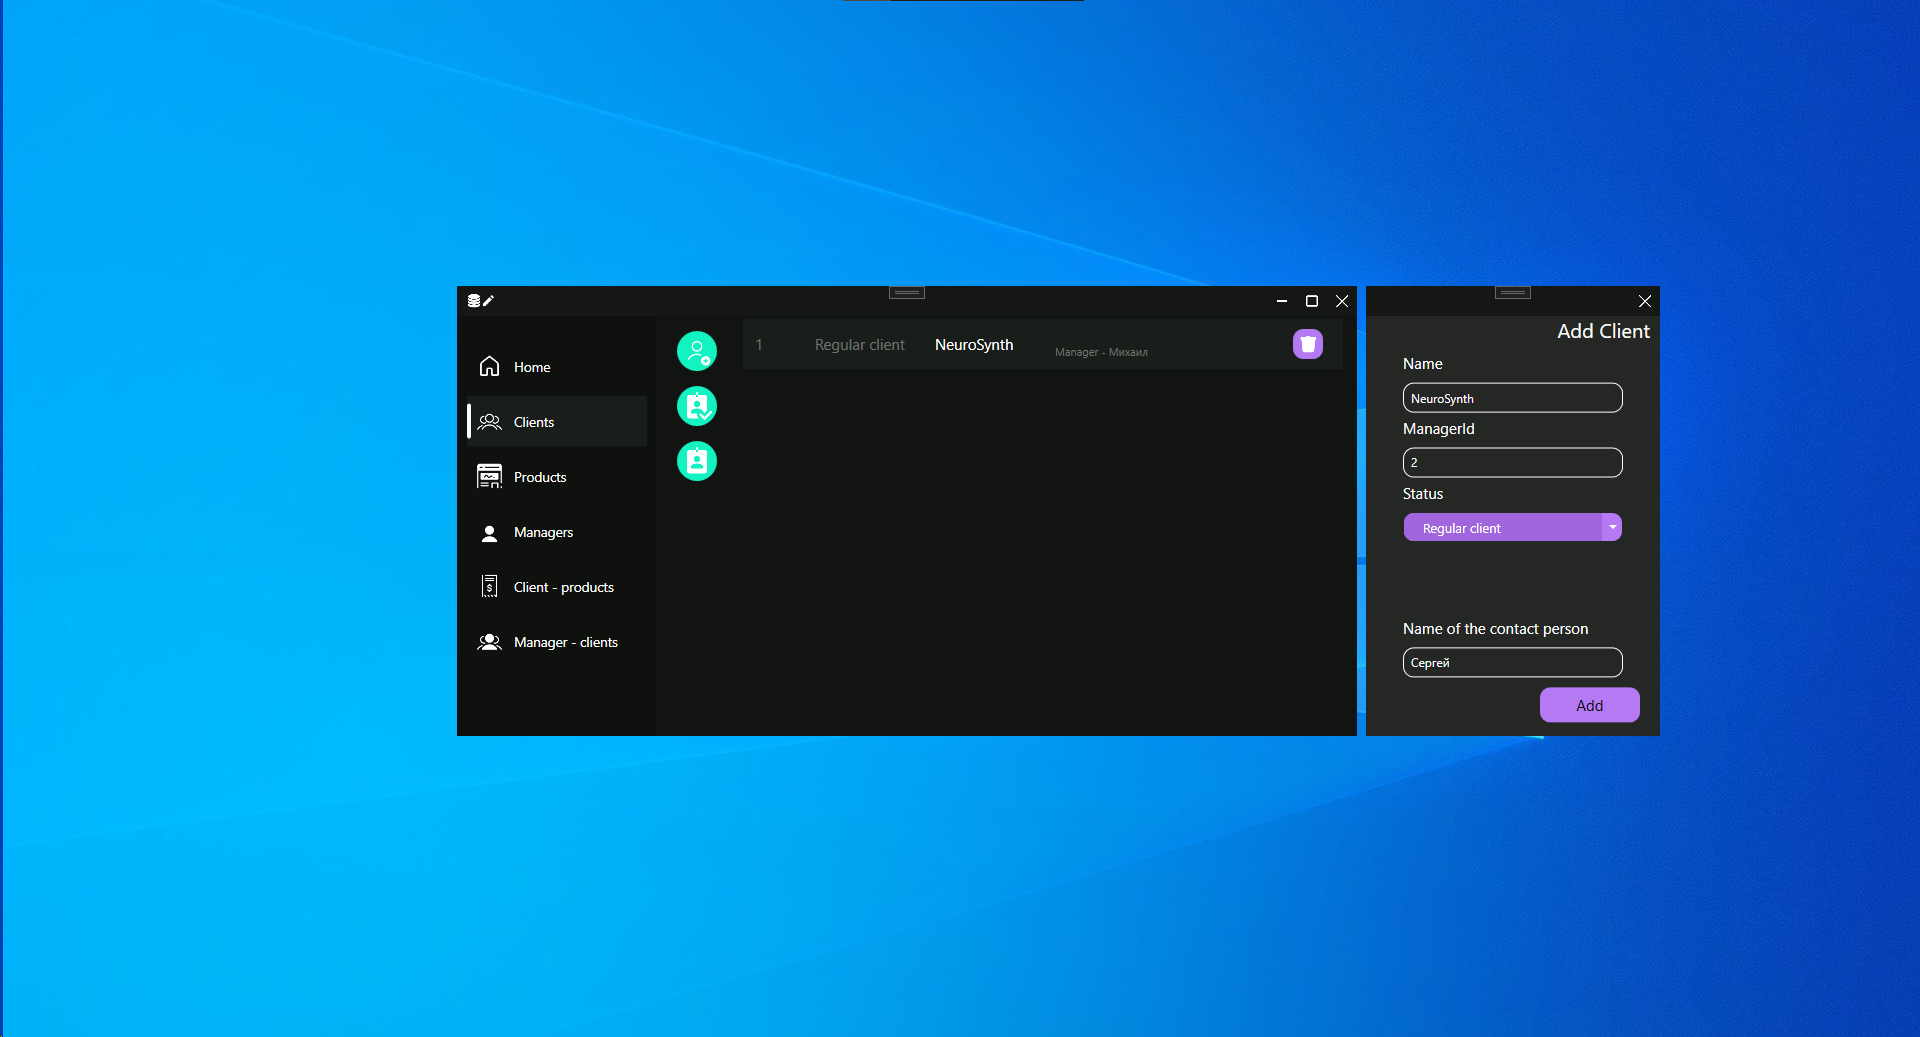 Home
Clients
Products
Managers
Client - products
Manager - clients
1 Regular client NeuroSynth Manager - Михаил
Add Client
Name
NeuroSynth
ManagerId
2
Status
Regular client
Name of the contact person
Сергей
Add